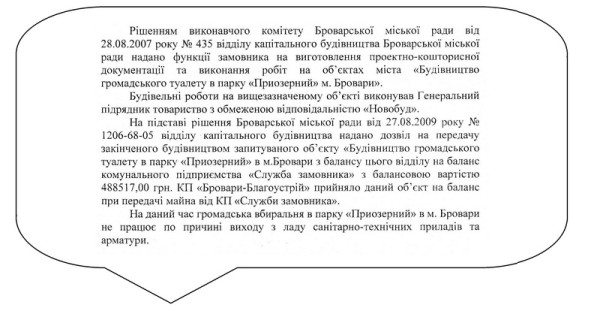 Рішенням виконавчого комітету Броварської міської ради від
28.08.2007 року № 435 відділу капітального будівництва Броварської міської
ради надано функції замовника на виготовлення проектно-кошторисної
документації та виконання робіт на об’єктах міста «Будівництво
громадського туалету в парку «Приозерний» м. Бровари».
Будівельні роботи на вищезазначеному об’єкті виконував Генеральний
підрядник товариство з обмеженою відповідальністю «Новобуд».
На підставі рішення Броварської міської ради від 27.08.2009 року №
1206-68-05 відділу капітального будівництва надано дозвіл на передачу
закінченого будівництвом запитуваного об’єкту «Будівництво громадського
туалету в парку «Приозерний» в м.Бровари з балансу цього відділу на баланс
комунального підприємства «Служба замовника» з балансовою вартістю
488517,00 грн. КП «Бровари-Благоустрій» прийняло даний об’єкт на баланс
при передачі майна від КП «Служби замовника».
На даний час громадська вбиральня в парку «Приозерний» в м. Бровари
не працює по причині виходу з ладу санітарно-технічних приладів та
арматури.